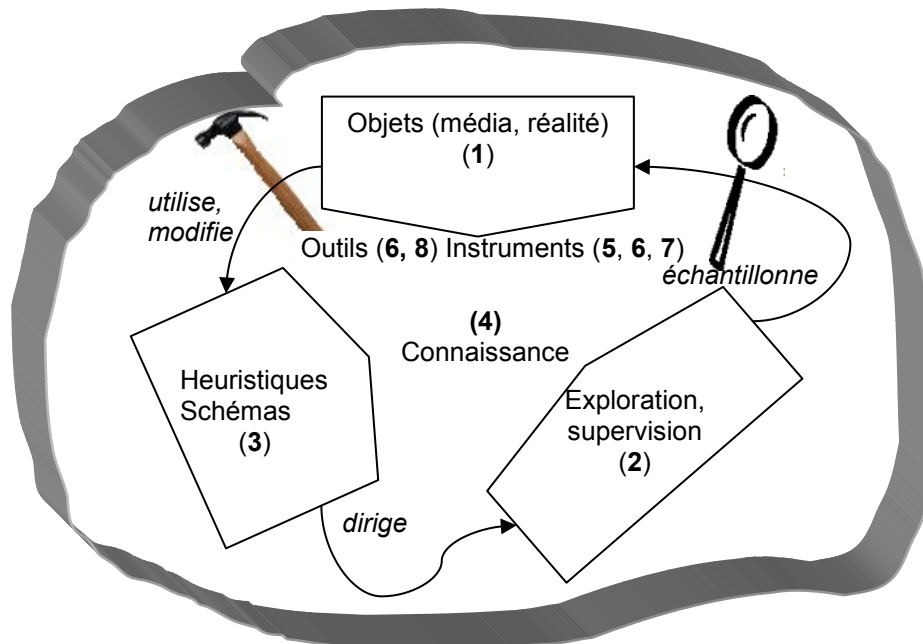 Objets (média, réalité)
(1)
utilise,
modifie
Outils (6, 8) Instruments (5, 6, 7)
échantillonne
(4)
Connaissance
Heuristiques
Schémas
(3)
Exploration,
supervision
(2)
dirige